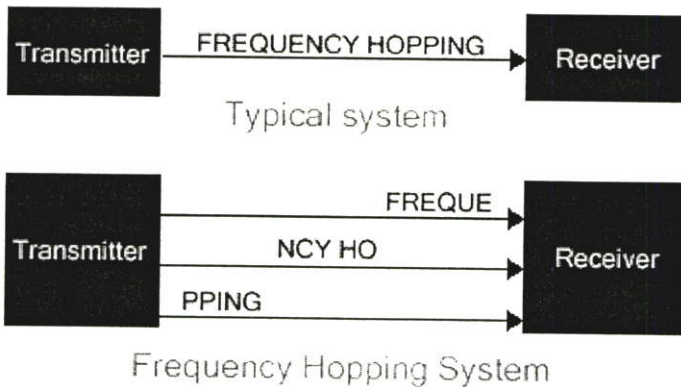 Transmitter FREQUENCY HOPPING Receiver
Typical system
FREQUE
Transmitter NCY HO Receiver
PPING
Frequency Hopping System